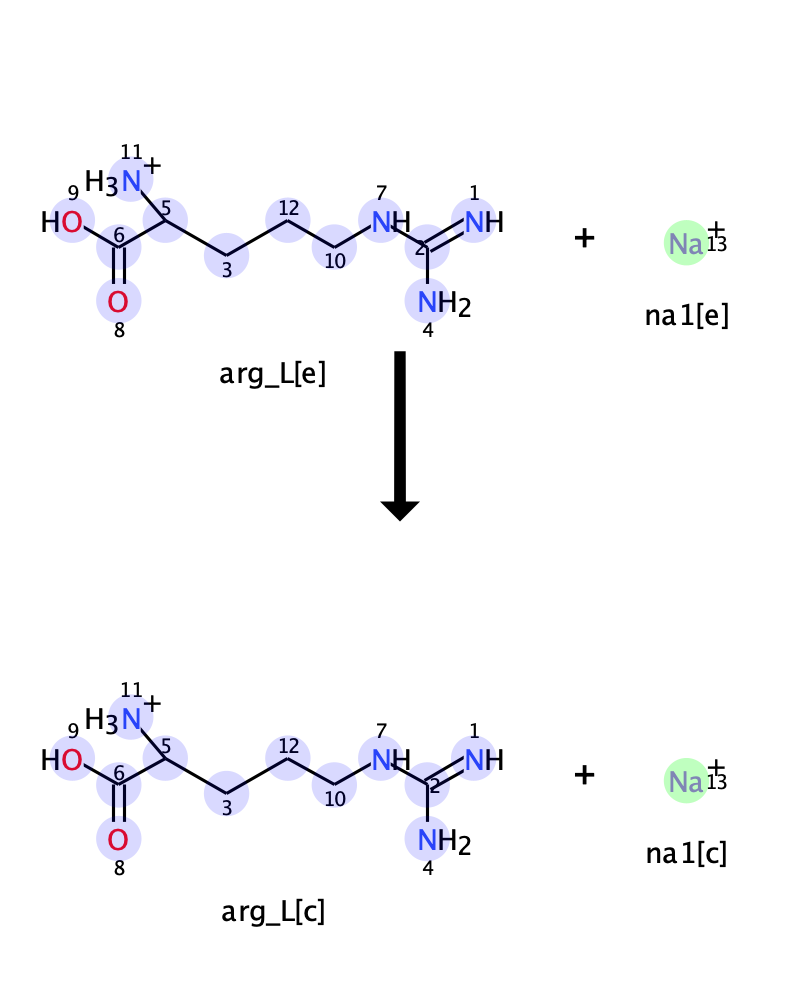 11
H3N+
9
HO
5
6
O
8
3
12
10
7
NH
2
1
NH
NH2
4
+
Na+
13
na1[e]
arg_L[e]
11
H3N+
9
HO
5
6
O
8
3
12
10
7
NH
2
1
NH
NH2
4
+
Na+
13
na1[c]
arg_L[c]